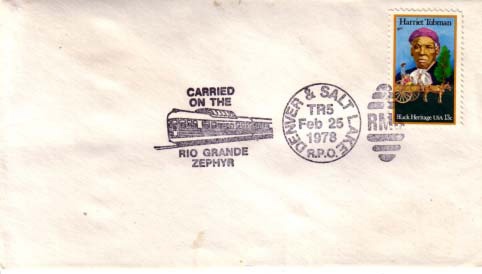 Harriet Tubman
CARRIED
ON THE
RIO GRANDE
ZEPHYR
DENVER & SALT LAKE
TR5
Feb 25
1978
R.P.O.
RMS
Black Heritage USA 13c